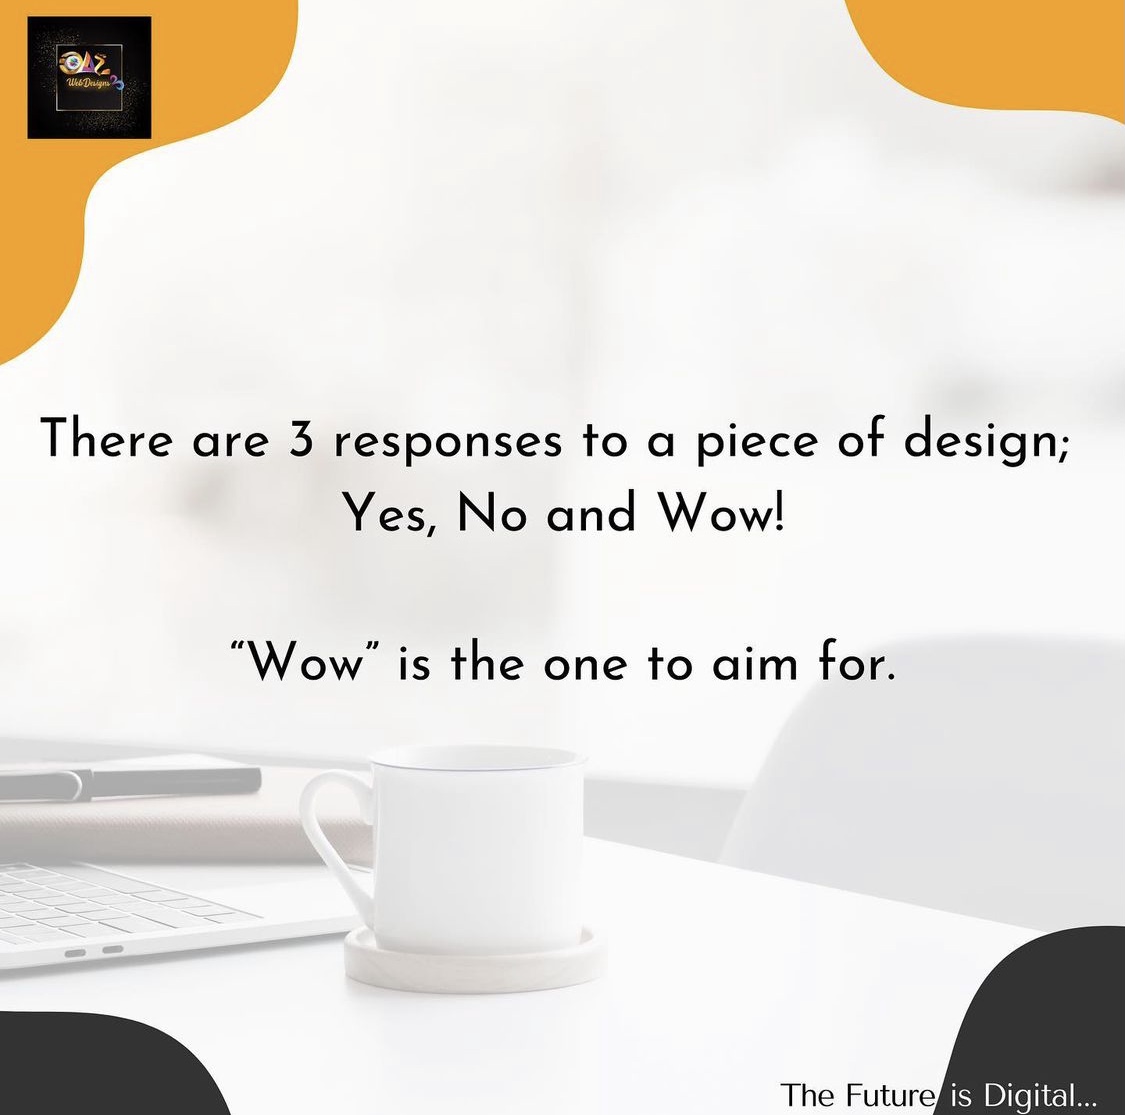 WebDesigns
There are 3 responses to a piece of design;
Yes, No and Wow!
“Wow” is the one to aim for.
The Future is Digital...